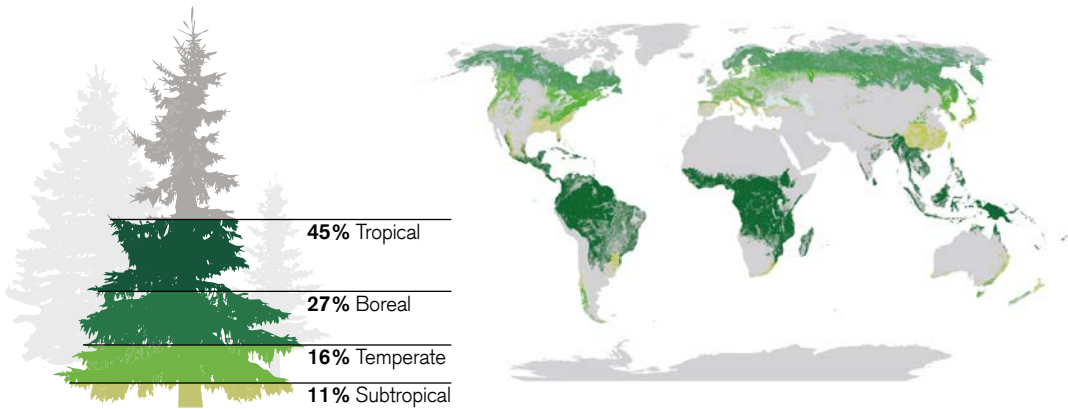 45% Tropical
27% Boreal
16% Temperate
11% Subtropical